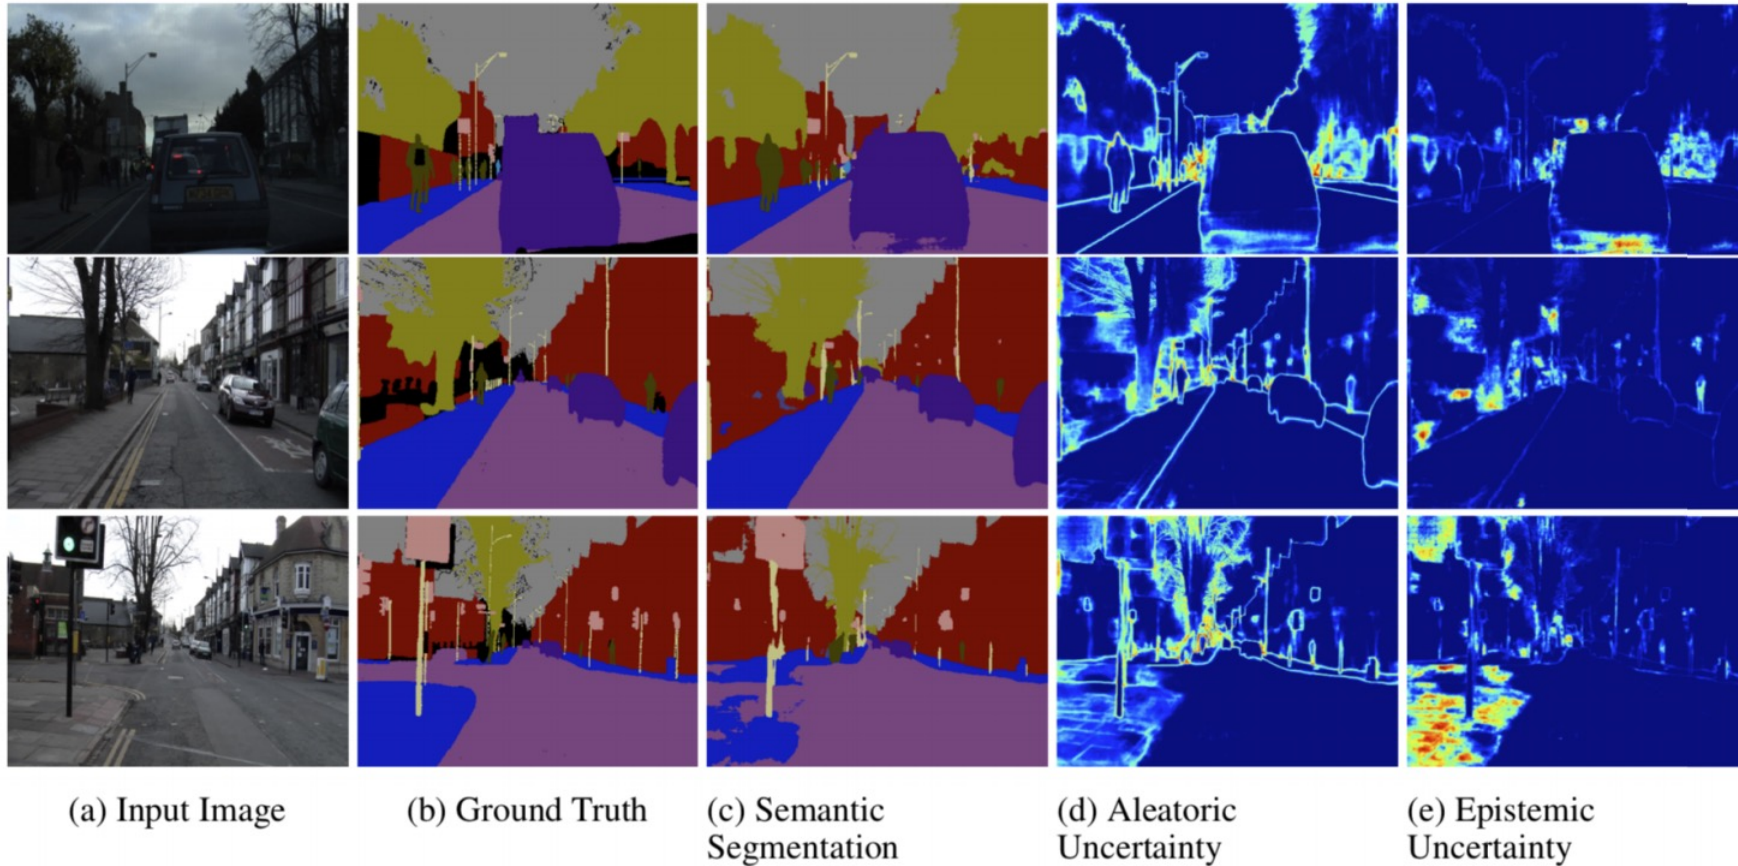 (a) Input Image
(b) Ground Truth
(c) Semantic
Segmentation
(d) Aleatoric
Uncertainty
(e) Epistemic
Uncertainty